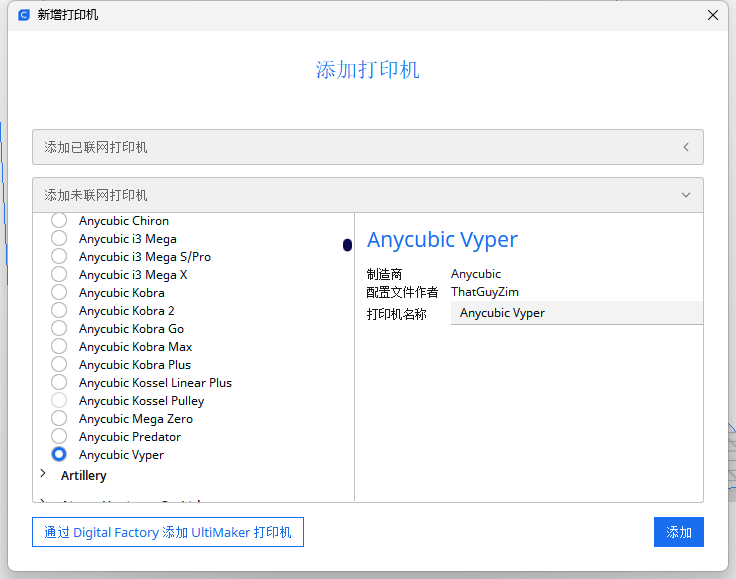 新增打印机
添加打印机
添加已联网打印机
添加未联网打印机
Anycubic Chiron
Anycubic i3 Mega
Anycubic i3 Mega S/Pro
Anycubic i3 Mega X
Anycubic Kobra
Anycubic Kobra 2
Anycubic Kobra Go
Anycubic Kobra Max
Anycubic Kobra Plus
Anycubic Kossel Linear Plus
Anycubic Kossel Pulley
Anycubic Mega Zero
Anycubic Predator
Anycubic Vyper
Artillery
Anycubic Vyper
制造商 Anycubic
配置文件作者 ThatGuyZim
打印机名称 Anycubic Vyper
通过 Digital Factory 添加 UltiMaker 打印机
添加